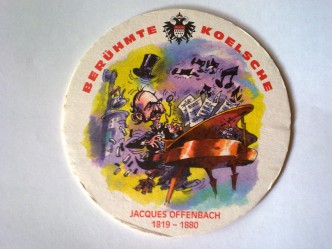 BERÜHMTE KOELSCHE
JACQUES OFFENBACH
1819 - 1880